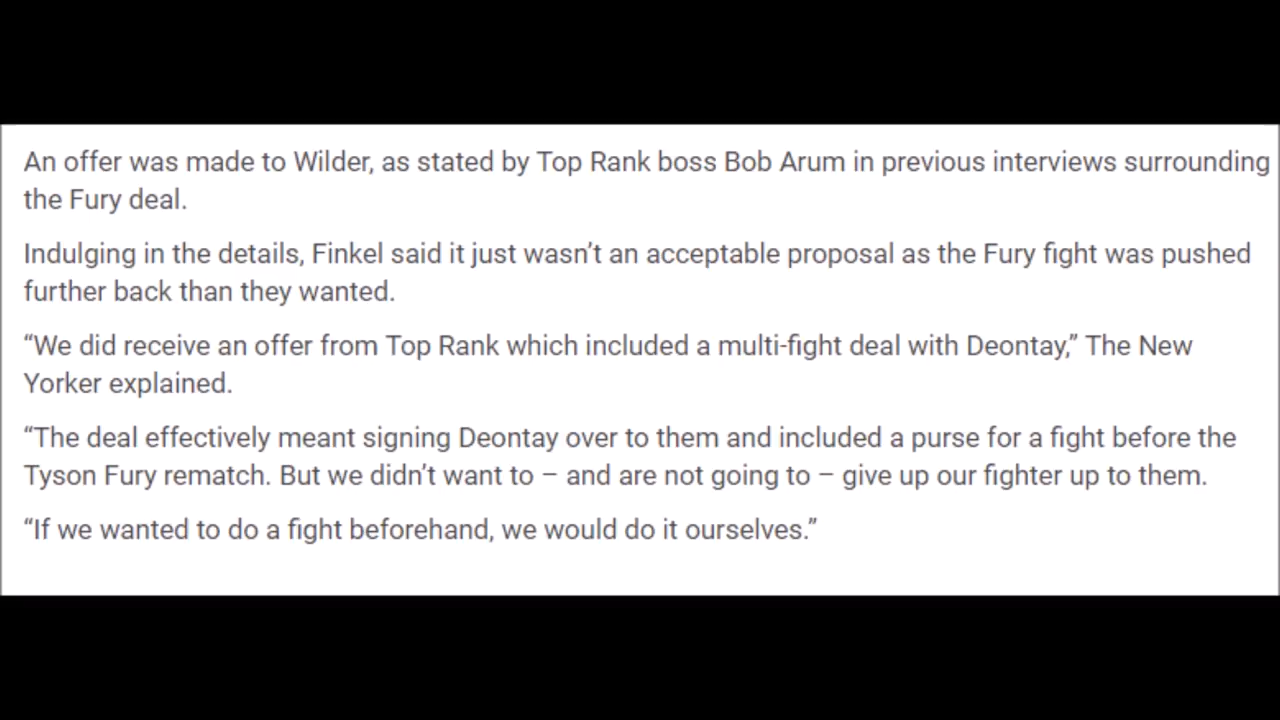 An offer was made to Wilder, as stated by Top Rank boss Bob Arum in previous interviews surrounding
the Fury deal.
Indulging in the details, Finkel said it just wasn’t an acceptable proposal as the Fury fight was pushed
further back than they wanted.
“We did receive an offer from Top Rank which included a multi-fight deal with Deontay,” The New
Yorker explained.
“The deal effectively meant signing Deontay over to them and included a purse for a fight before the
Tyson Fury rematch. But we didn’t want to – and are not going to – give up our fighter up to them.
“If we wanted to do a fight beforehand, we would do it ourselves.”